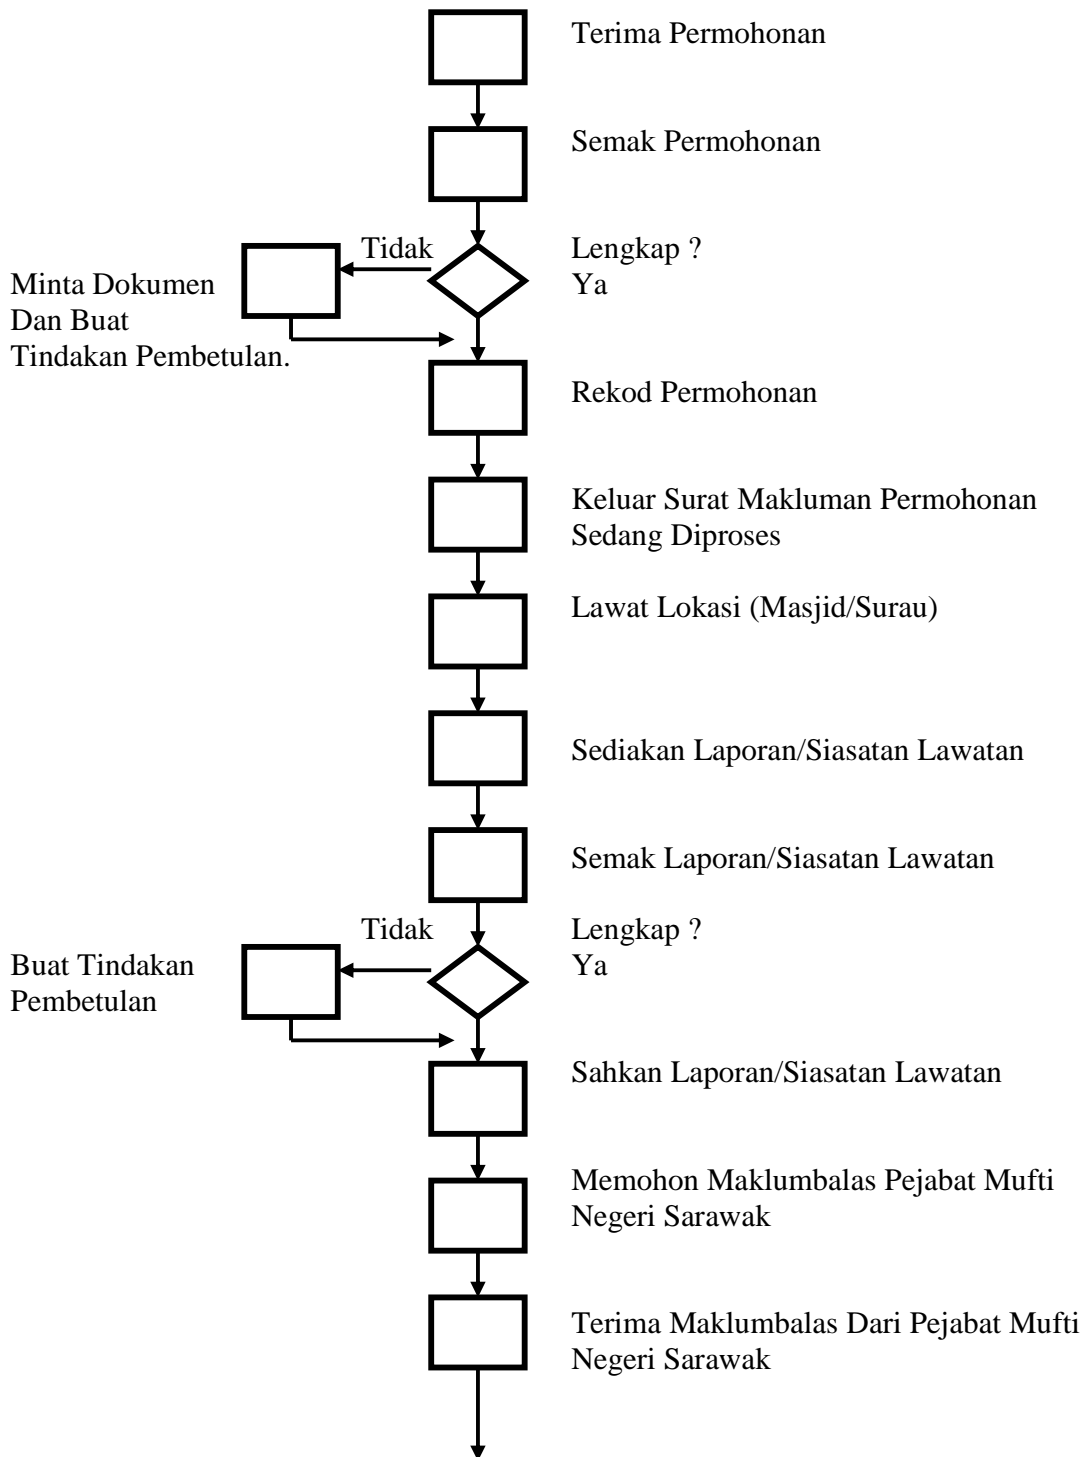 Terima Permohonan
Semak Permohonan
Tidak
Lengkap ?
Ya
Minta Dokumen
Dan Buat
Tindakan Pembetulan.
Rekod Permohonan
Keluar Surat Makluman Permohonan
Sedang Diproses
Lawat Lokasi (Masjid/Surau)
Sediakan Laporan/Siasatan Lawatan
Semak Laporan/Siasatan Lawatan
Tidak
Lengkap ?
Ya
Buat Tindakan
Pembetulan
Sahkan Laporan/Siasatan Lawatan
Memohon Maklumbalas Pejabat Mufti
Negeri Sarawak
Terima Maklumbalas Dari Pejabat Mufti
Negeri Sarawak